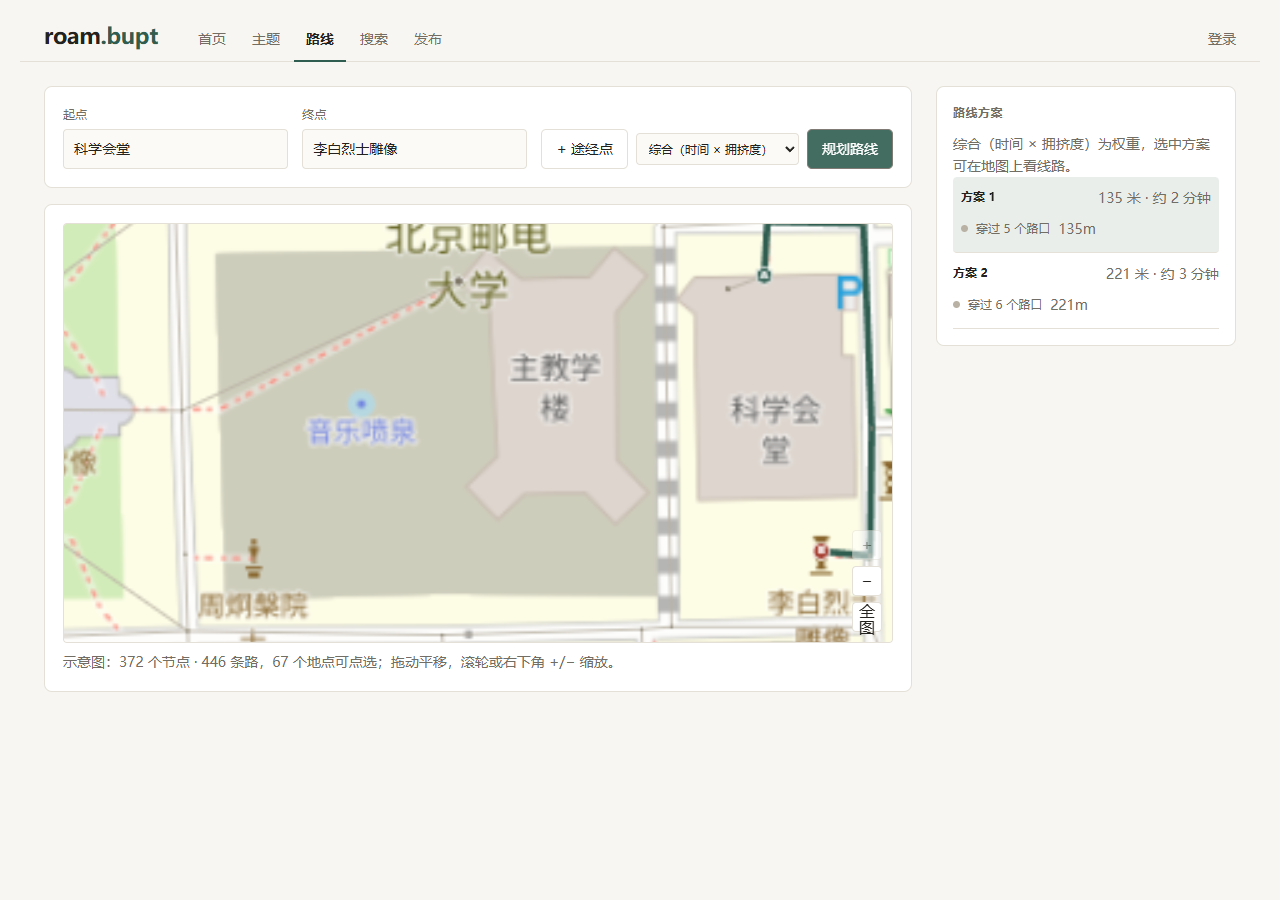 roam.bupt
首页 主题 路线 搜索 发布
登录
起点
终点
科学会堂
李白烈士雕像
+ 途经点
综合（时间 × 拥挤度）
规划路线
北京邮电
大学
主教学
楼
音乐喷泉
P
科学会
堂
像
周炯槃院
士
李白烈士
雕像
+
−
全
图
示意图：372 个节点 · 446 条路，67 个地点可点选；拖动平移，滚轮或右下角 +/− 缩放。
路线方案
综合（时间 × 拥挤度）为权重，选中方案
可在地图上看线路。
方案 1 135 米 · 约 2 分钟
穿过 5 个路口 135m
方案 2 221 米 · 约 3 分钟
穿过 6 个路口 221m